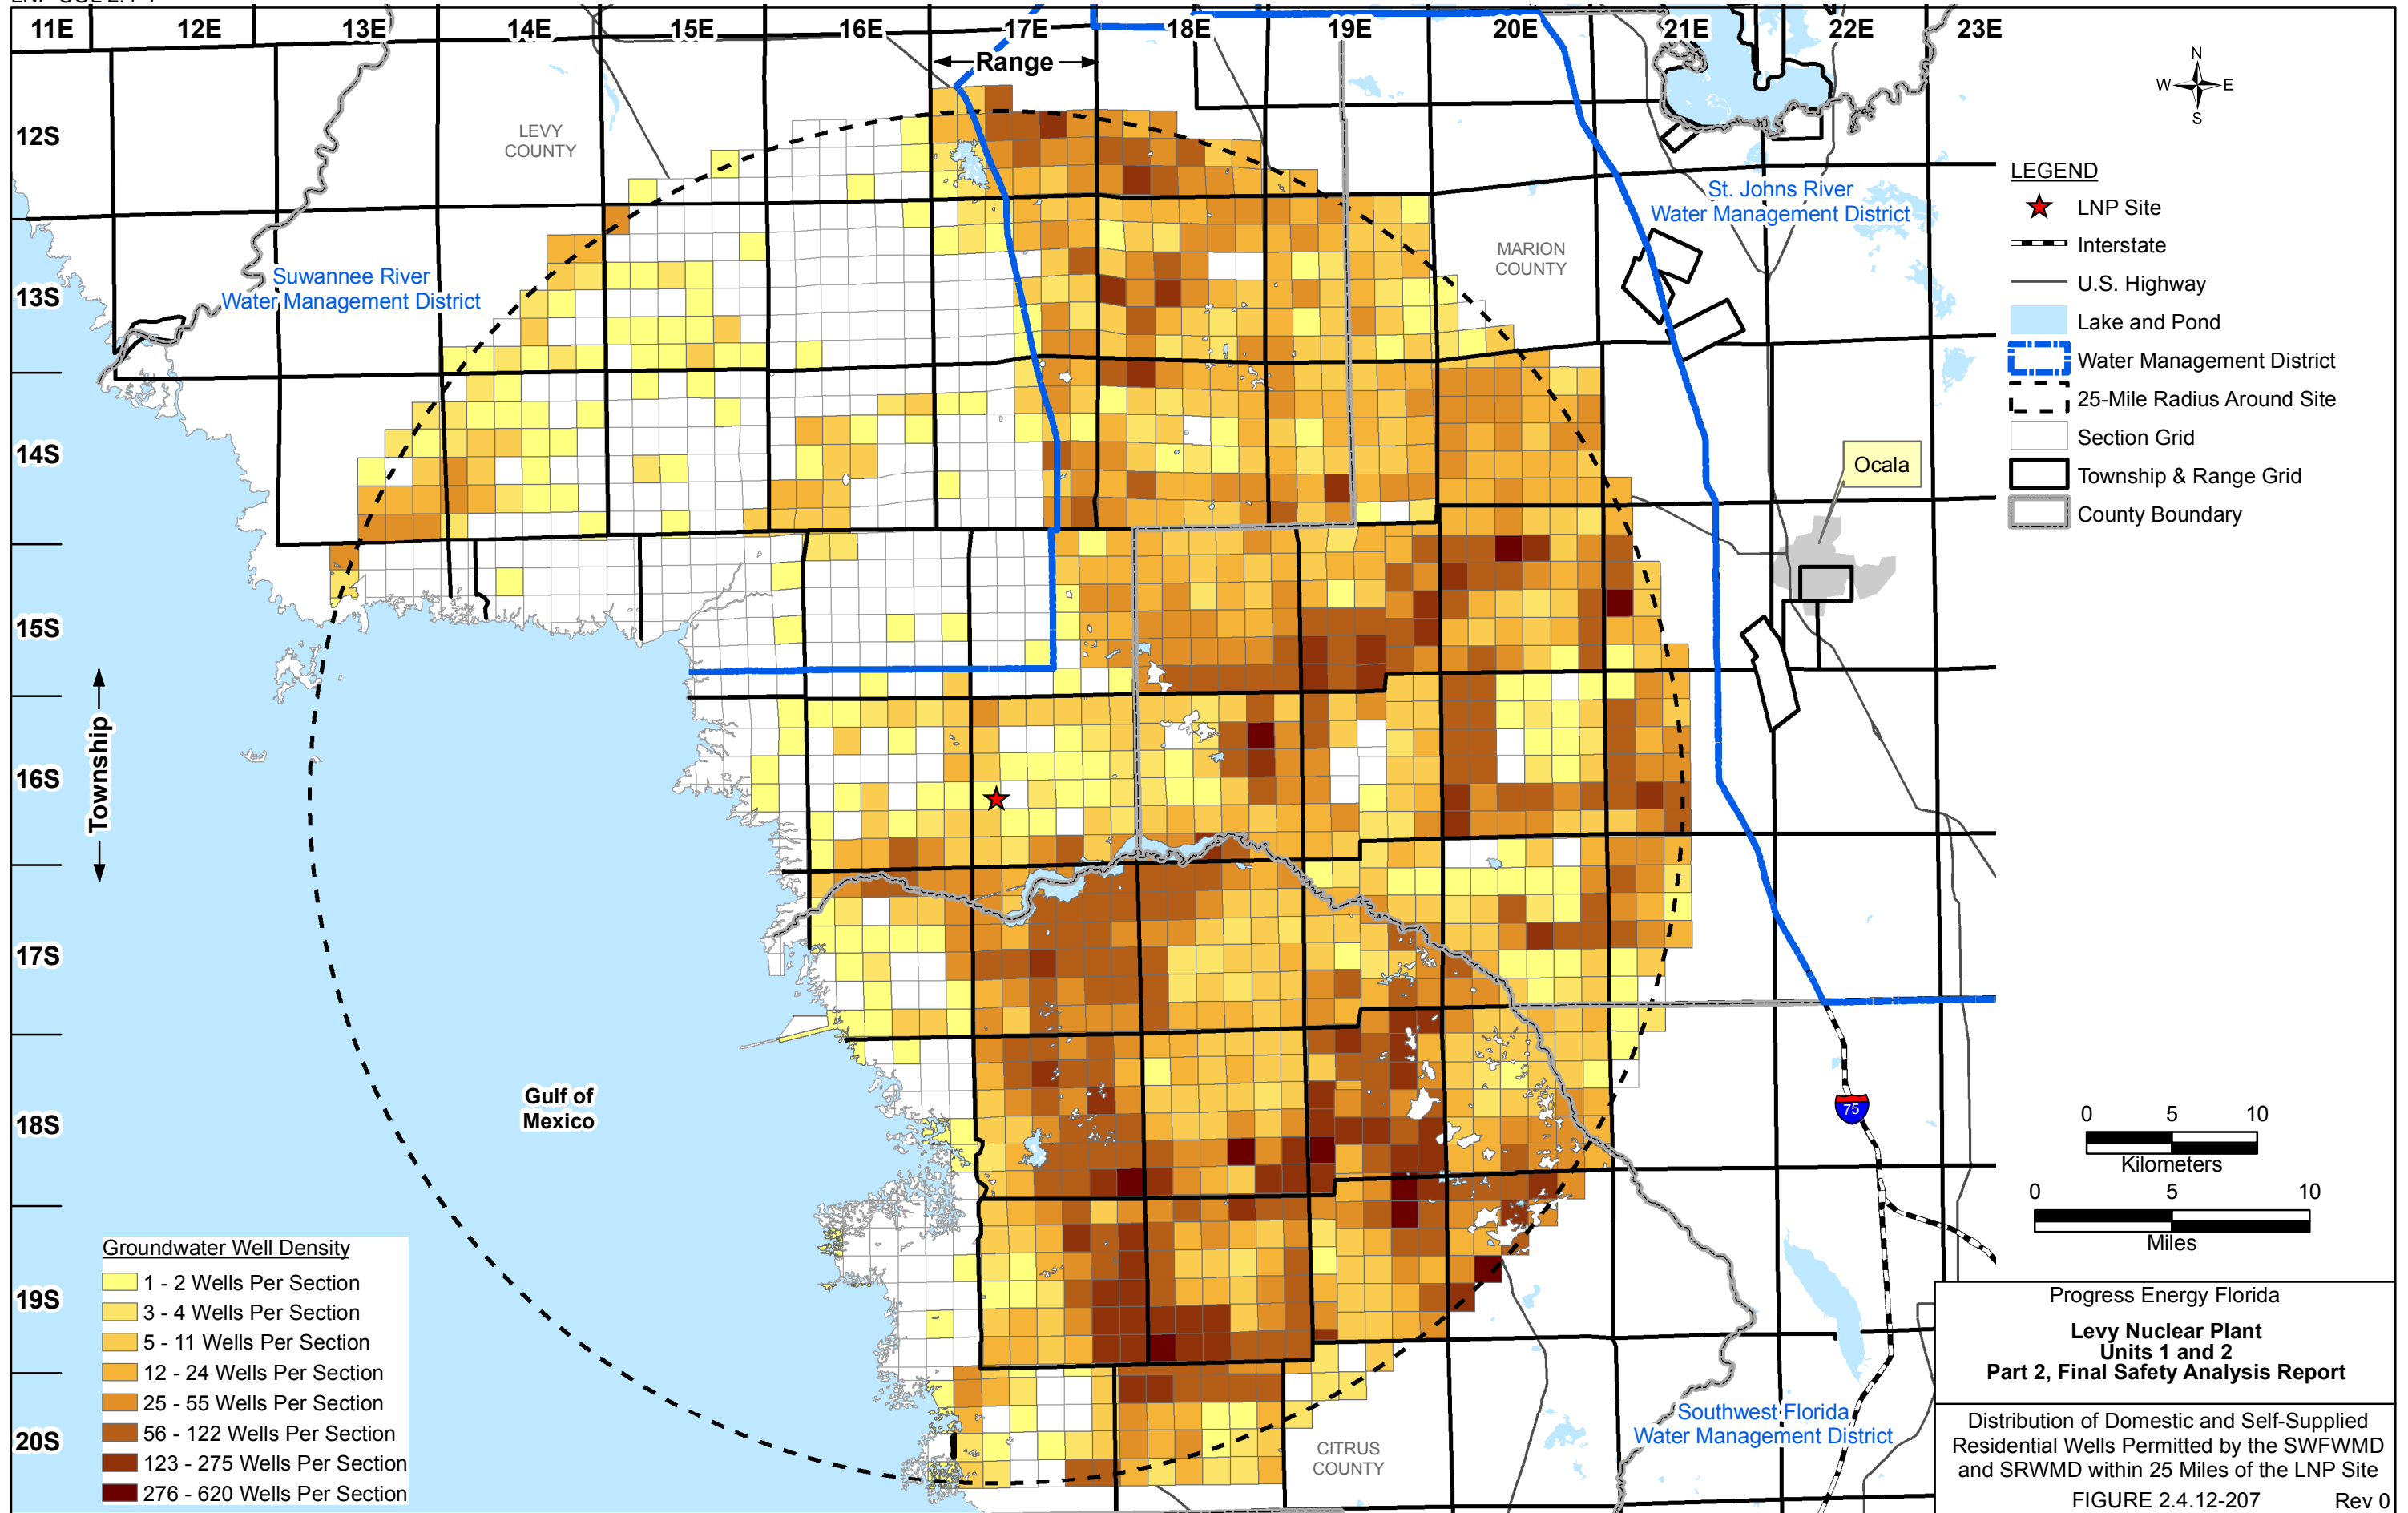 11E 12E 13E 14E 15E 16E 17E 18E 19E 20E 21E 22E 23E
Range
N
W E
S
12S
13S
14S
15S
16S
17S
18S
19S
20S
Township
LEVY
COUNTY
MARION
COUNTY
CITRUS
COUNTY
Suwannee River
Water Management District
St. Johns River
Water Management District
Southwest Florida
Water Management District
Ocala
Gulf of
Mexico
75
LEGEND
LNP Site
Interstate
U.S. Highway
Lake and Pond
Water Management District
25-Mile Radius Around Site
Section Grid
Township & Range Grid
County Boundary
0 5 10
Kilometers
0 5 10
Miles
Groundwater Well Density
1 - 2 Wells Per Section
3 - 4 Wells Per Section
5 - 11 Wells Per Section
12 - 24 Wells Per Section
25 - 55 Wells Per Section
56 - 122 Wells Per Section
123 - 275 Wells Per Section
276 - 620 Wells Per Section
Progress Energy Florida
Levy Nuclear Plant
Units 1 and 2
Part 2, Final Safety Analysis Report
Distribution of Domestic and Self-Supplied
Residential Wells Permitted by the SWFWMD
and SRWMD within 25 Miles of the LNP Site
FIGURE 2.4.12-207 Rev 0